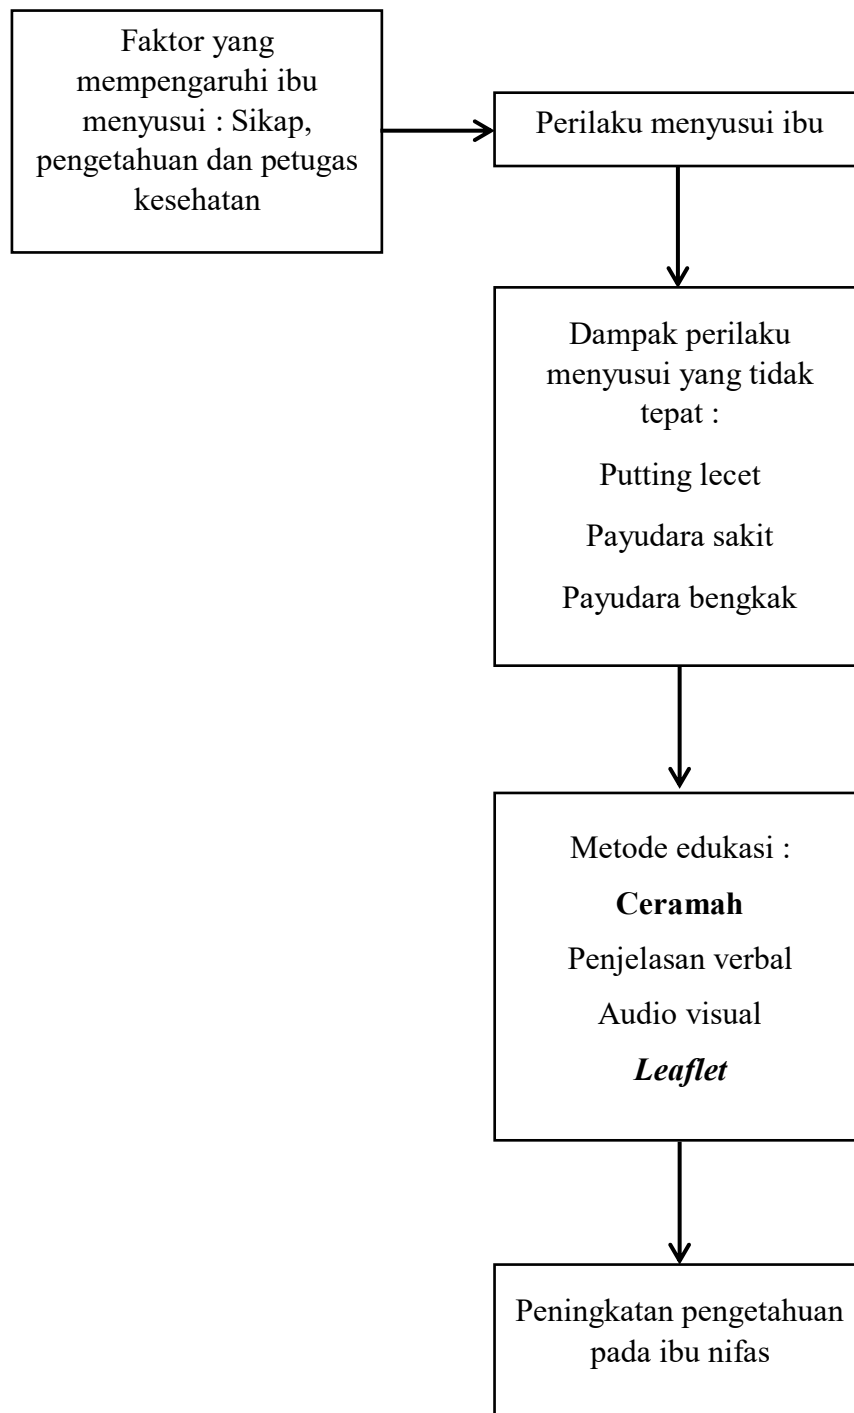 Faktor yang
mempengaruhi ibu
menyusui : Sikap,
pengetahuan dan petugas
kesehatan
Perilaku menyusui ibu
Dampak perilaku
menyusui yang tidak
tepat :
Putting lecet
Payudara sakit
Payudara bengkak
Metode edukasi :
Ceramah
Penjelasan verbal
Audio visual
Leaflet
Peningkatan pengetahuan
pada ibu nifas